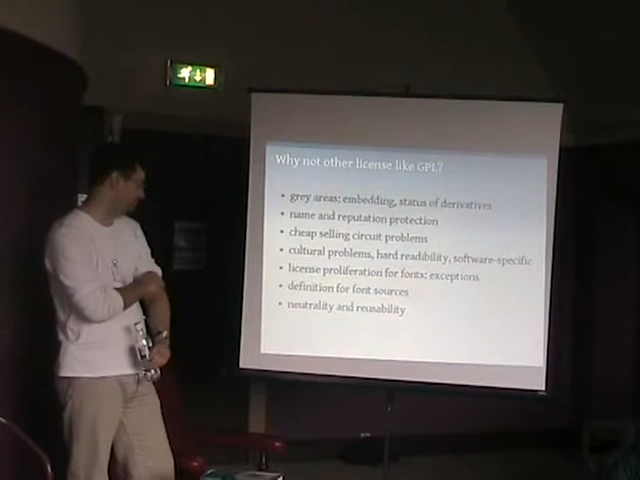 Why not other license like GPL?
• grey areas: embedding, status of derivatives
• name and reputation protection
• cheap selling circuit problems
• cultural problems, hard readibility, software-specific
• license proliferation for fonts: exceptions
• definition for font sources
• neutrality and reusability